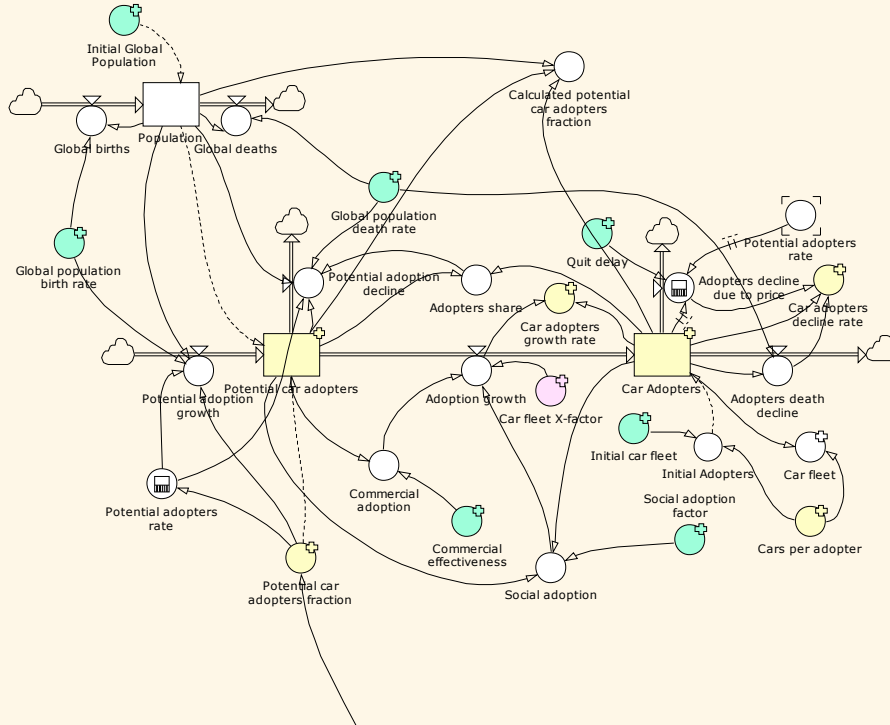 Initial Global
Population
Calculated potential
car adopters
fraction
Population
Global births
Global deaths
Global population
death rate
Global population
birth rate
Potential adoption
decline
Adopters share
Quit delay
Potential adopters
rate
Adopters decline
due to price
Car adopters
growth rate
Car adopters
decline rate
Potential adoption
growth
Potential car adopters
Adoption growth
Car fleet X-factor
Car Adopters
Adopters death
decline
Initial car fleet
Initial Adopters
Car fleet
Commercial
adoption
Potential adopters
rate
Social adoption
factor
Commercial
effectiveness
Cars per adopter
Potential car
adopters fraction
Social adoption